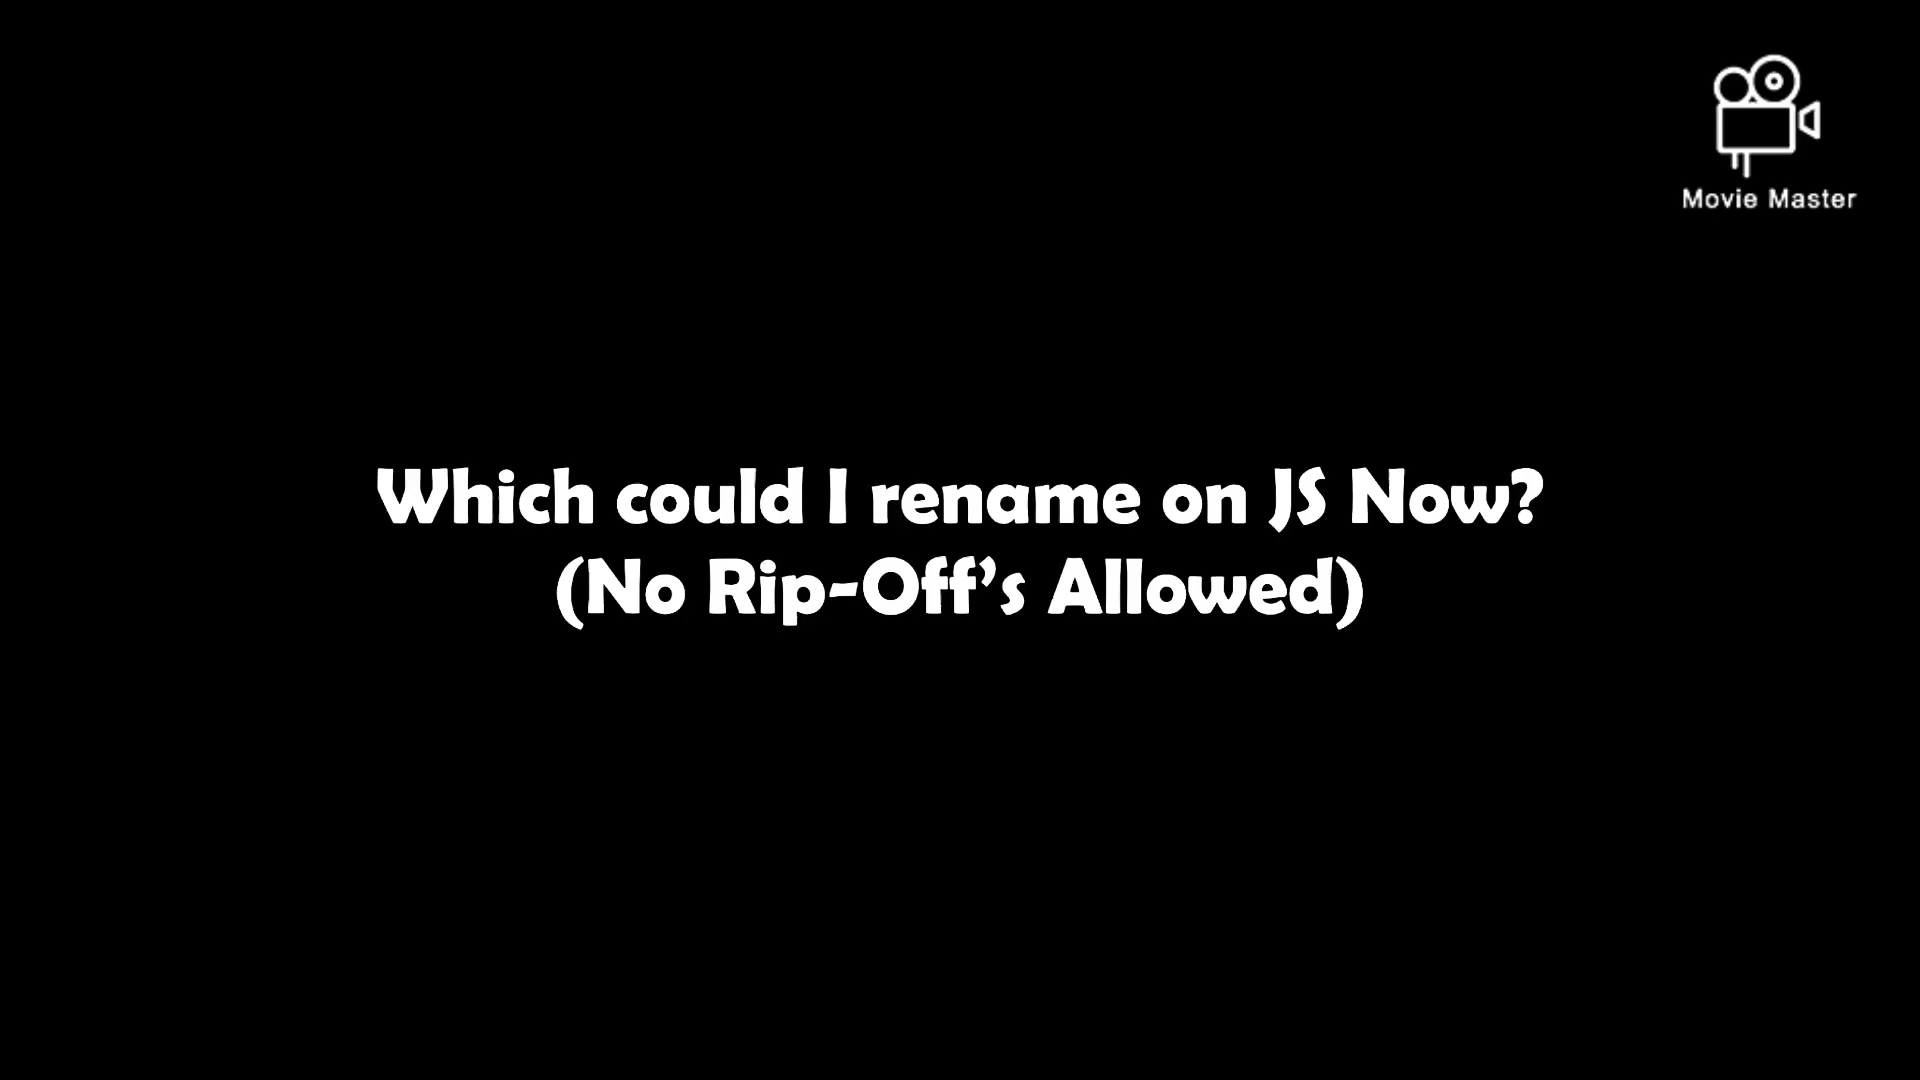 Movie Master
Which could I rename on JS Now?
(No Rip-Off’s Allowed)